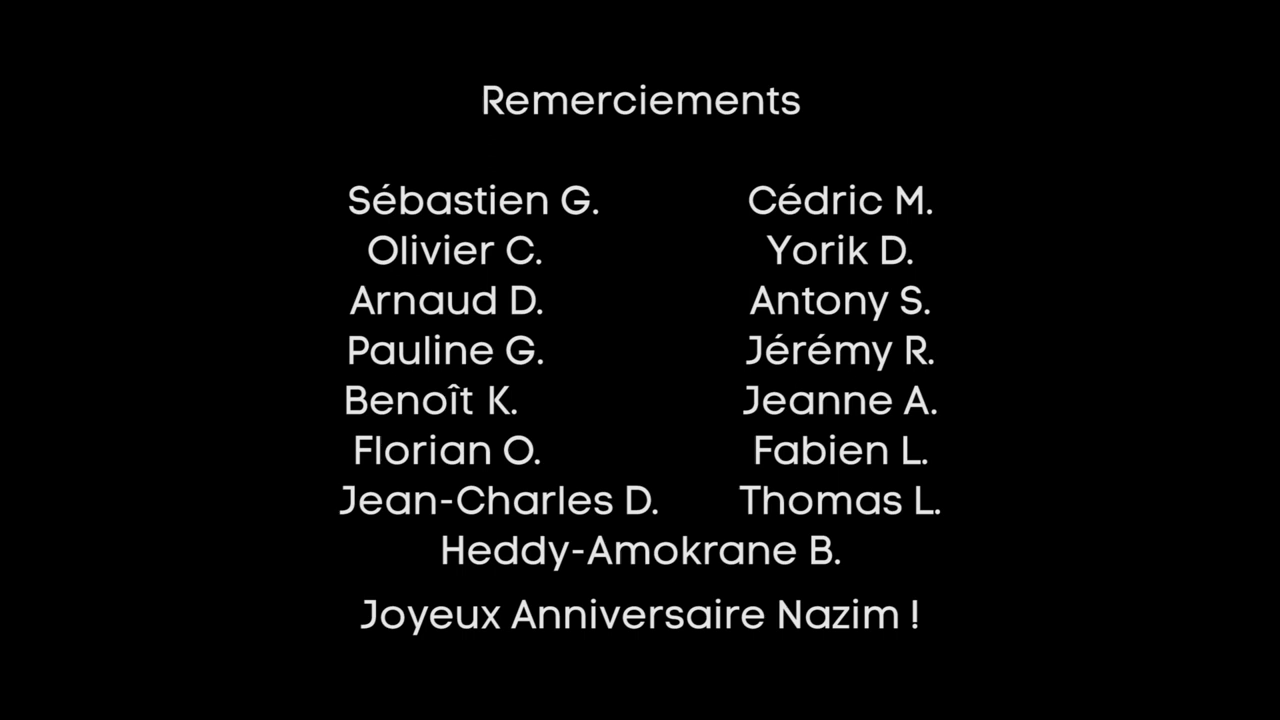 Remerciements
Sébastien G. Cédric M.
Olivier C. Yorik D.
Arnaud D. Antony S.
Pauline G. Jérémy R.
Benoît K. Jeanne A.
Florian O. Fabien L.
Jean-Charles D. Thomas L.
Heddy-Amokrane B.
Joyeux Anniversaire Nazim !